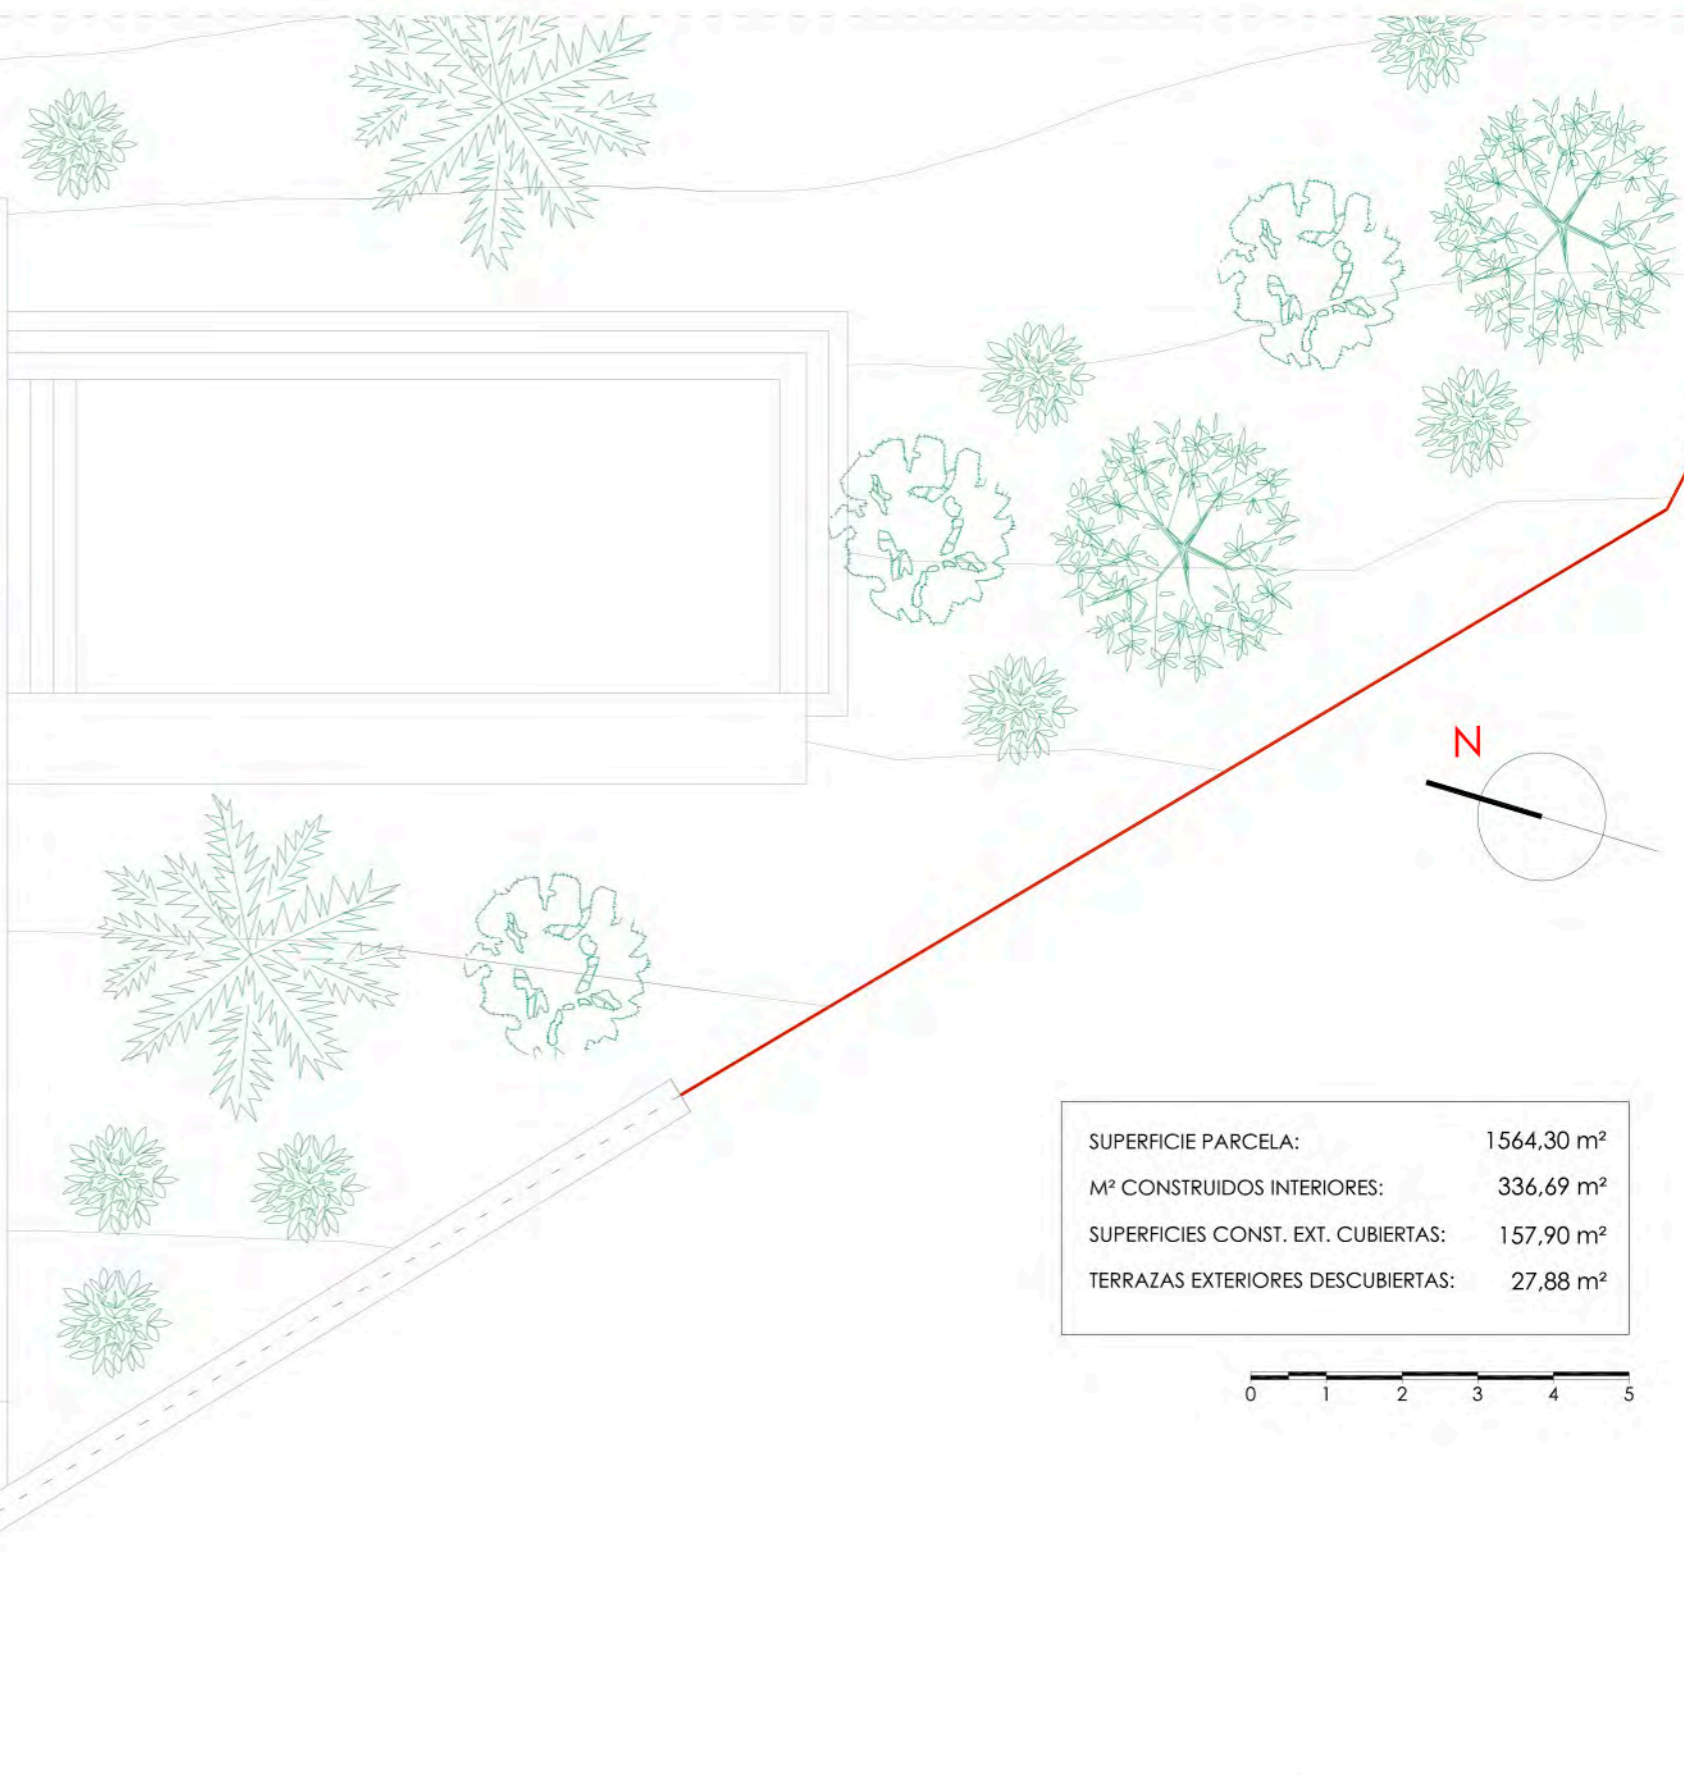 N
SUPERFICIE PARCELA: 1564,30 m²
M² CONSTRUIDOS INTERIORES: 336,69 m²
SUPERFICIES CONST. EXT. CUBIERTAS: 157,90 m²
TERRAZAS EXTERIORES DESCUBIERTAS: 27,88 m²
0 1 2 3 4 5